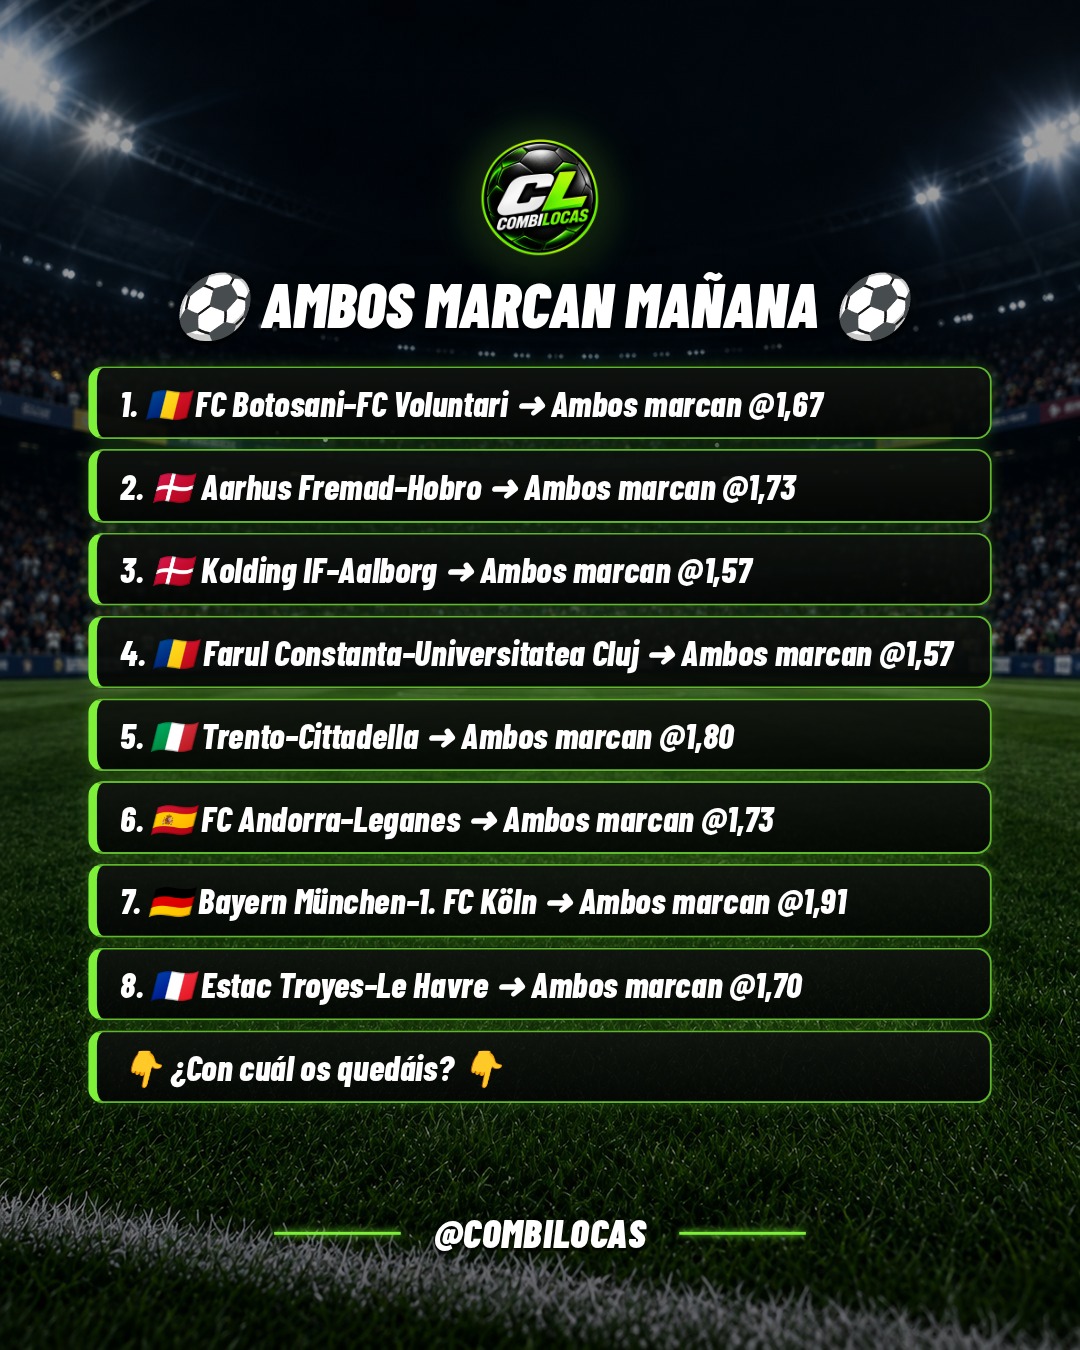 CL
COMBILOCAS
⚽ AMBOS MARCAN MAÑANA ⚽
1. 🇷🇴 FC Botosani-FC Voluntari ➜ Ambos marcan @1,67
2. 🇩🇰 Aarhus Fremad-Hobro ➜ Ambos marcan @1,73
3. 🇩🇰 Kolding IF-Aalborg ➜ Ambos marcan @1,57
4. 🇷🇴 Farul Constanta-Universitatea Cluj ➜ Ambos marcan @1,57
5. 🇮🇹 Trento-Cittadella ➜ Ambos marcan @1,80
6. 🇪🇸 FC Andorra-Leganes ➜ Ambos marcan @1,73
7. 🇩🇪 Bayern München-1. FC Köln ➜ Ambos marcan @1,91
8. 🇫🇷 Estac Troyes-Le Havre ➜ Ambos marcan @1,70
👇 ¿Con cuál os quedáis? 👇
@COMBILOCAS